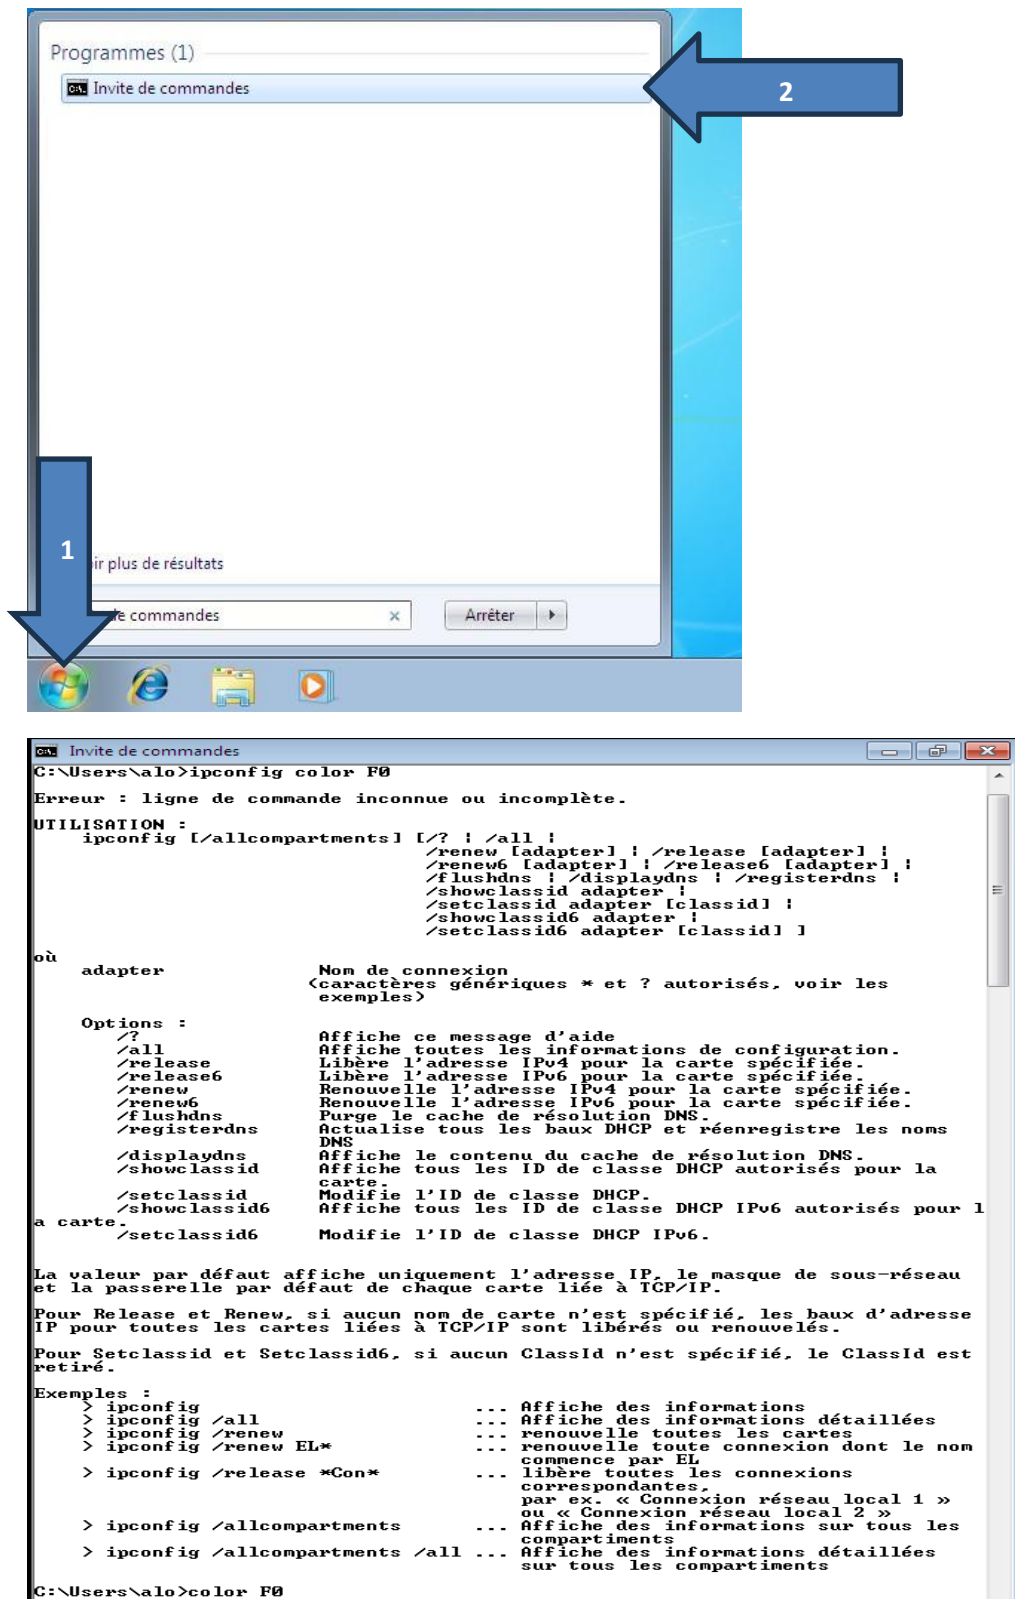 Programmes (1)
Invite de commandes
2
1
ir plus de résultats
de commandes
Arrêter
Invite de commandes
C:\Users\alo>ipconfig color F0
Erreur : ligne de commande inconnue ou incomplète.
UTILISATION :
ipconfig [/allcompartments] [/? | /all |
/renew [adapter] | /release [adapter] |
/renew6 [adapter] | /release6 [adapter] |
/flushdns | /displaydns | /registerdns |
/showclassid adapter |
/setclassid adapter [classid] |
/showclassid6 adapter |
/setclassid6 adapter [classid] ]
où
adapter Nom de connexion
(caractères génériques * et ? autorisés, voir les
exemples)
Options :
/? Affiche ce message d'aide
/all Affiche toutes les informations de configuration.
/release Libère l'adresse IPv4 pour la carte spécifiée.
/release6 Libère l'adresse IPv6 pour la carte spécifiée.
/renew Renouvelle l'adresse IPv4 pour la carte spécifiée.
/renew6 Renouvelle l'adresse IPv6 pour la carte spécifiée.
/flushdns Purge le cache de résolution DNS.
/registerdns Actualise tous les baux DHCP et réenregistre les noms
DNS
/displaydns Affiche le contenu du cache de résolution DNS.
/showclassid Affiche tous les ID de classe DHCP autorisés pour la
carte.
/setclassid Modifie l'ID de classe DHCP.
/showclassid6 Affiche tous les ID de classe DHCP IPv6 autorisés pour l
a carte.
/setclassid6 Modifie l'ID de classe DHCP IPv6.
La valeur par défaut affiche uniquement l'adresse IP, le masque de sous-réseau
et la passerelle par défaut de chaque carte liée à TCP/IP.
Pour Release et Renew, si aucun nom de carte n'est spécifié, les baux d'adresse
IP pour toutes les cartes liées à TCP/IP sont libérés ou renouvelés.
Pour Setclassid et Setclassid6, si aucun ClassId n'est spécifié, le ClassId est
retiré.
Exemples :
> ipconfig ... Affiche des informations
> ipconfig /all ... Affiche des informations détaillées
> ipconfig /renew ... renouvelle toutes les cartes
> ipconfig /renew EL* ... renouvelle toute connexion dont le nom
commence par EL
> ipconfig /release *Con* ... libère toutes les connexions
correspondantes,
par ex. « Connexion réseau local 1 »
ou « Connexion réseau local 2 »
> ipconfig /allcompartments ... Affiche des informations sur tous les
compartiments
> ipconfig /allcompartments /all ... Affiche des informations détaillées
sur tous les compartiments
C:\Users\alo>color F0